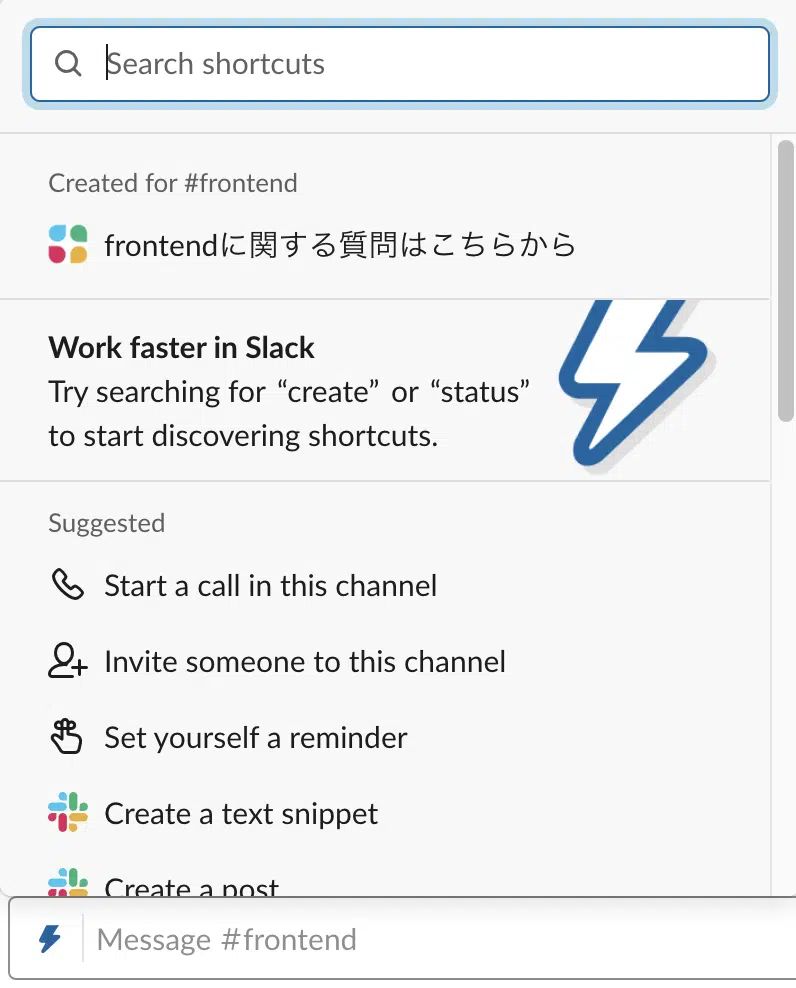 Search shortcuts
Created for #frontend
frontendに関する質問はこちらから
Work faster in Slack
Try searching for “create” or “status”
to start discovering shortcuts.
Suggested
Start a call in this channel
Invite someone to this channel
Set yourself a reminder
Create a text snippet
Create a post
Message #frontend